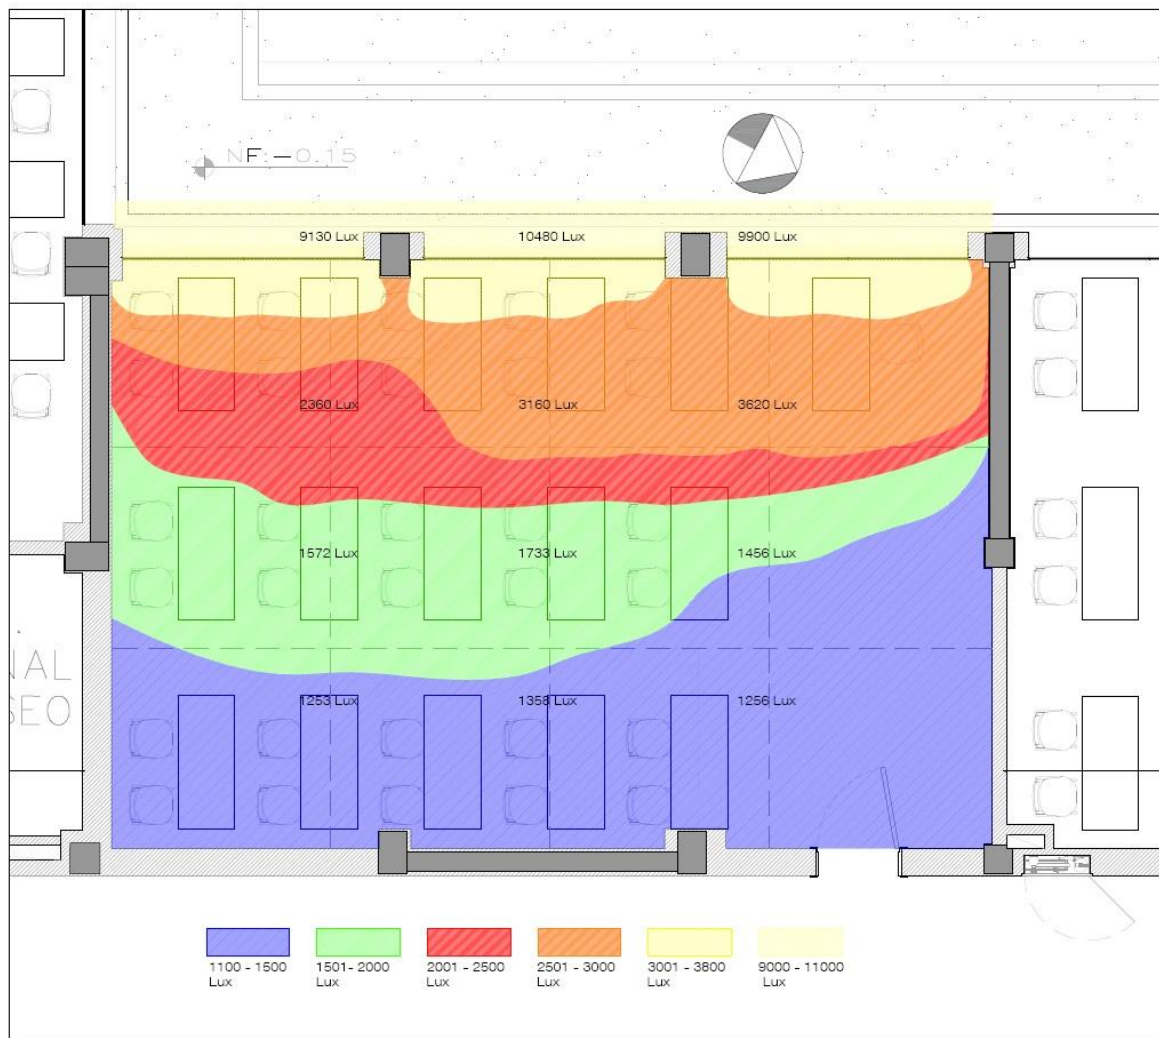 NF:-0.15
9130 Lux 10480 Lux 9900 Lux
2360 Lux 3160 Lux 3620 Lux
1572 Lux 1733 Lux 1456 Lux
NAL
SEO
1253 Lux 1358 Lux 1256 Lux
1100 - 1500 Lux
1501- 2000 Lux
2001 - 2500 Lux
2501 - 3000 Lux
3001 - 3800 Lux
9000 - 11000 Lux